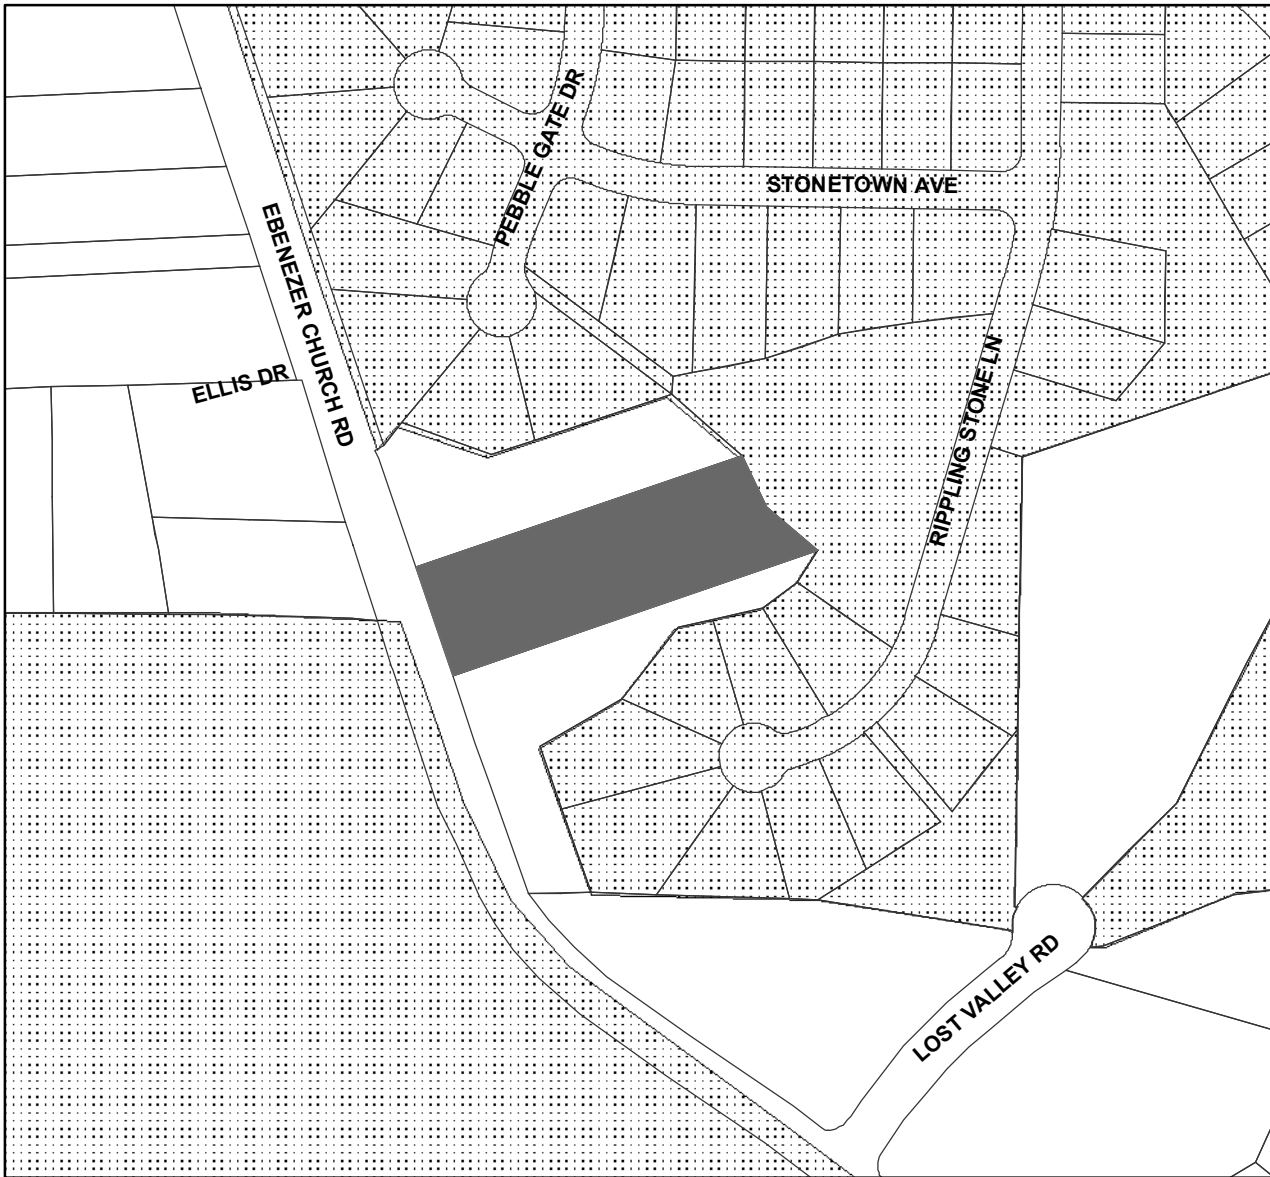 PEBBLE GATE DR
STONETOWN AVE
EBENEZER CHURCH RD
ELLIS DR
RIPPLING STONE LN
LOST VALLEY RD